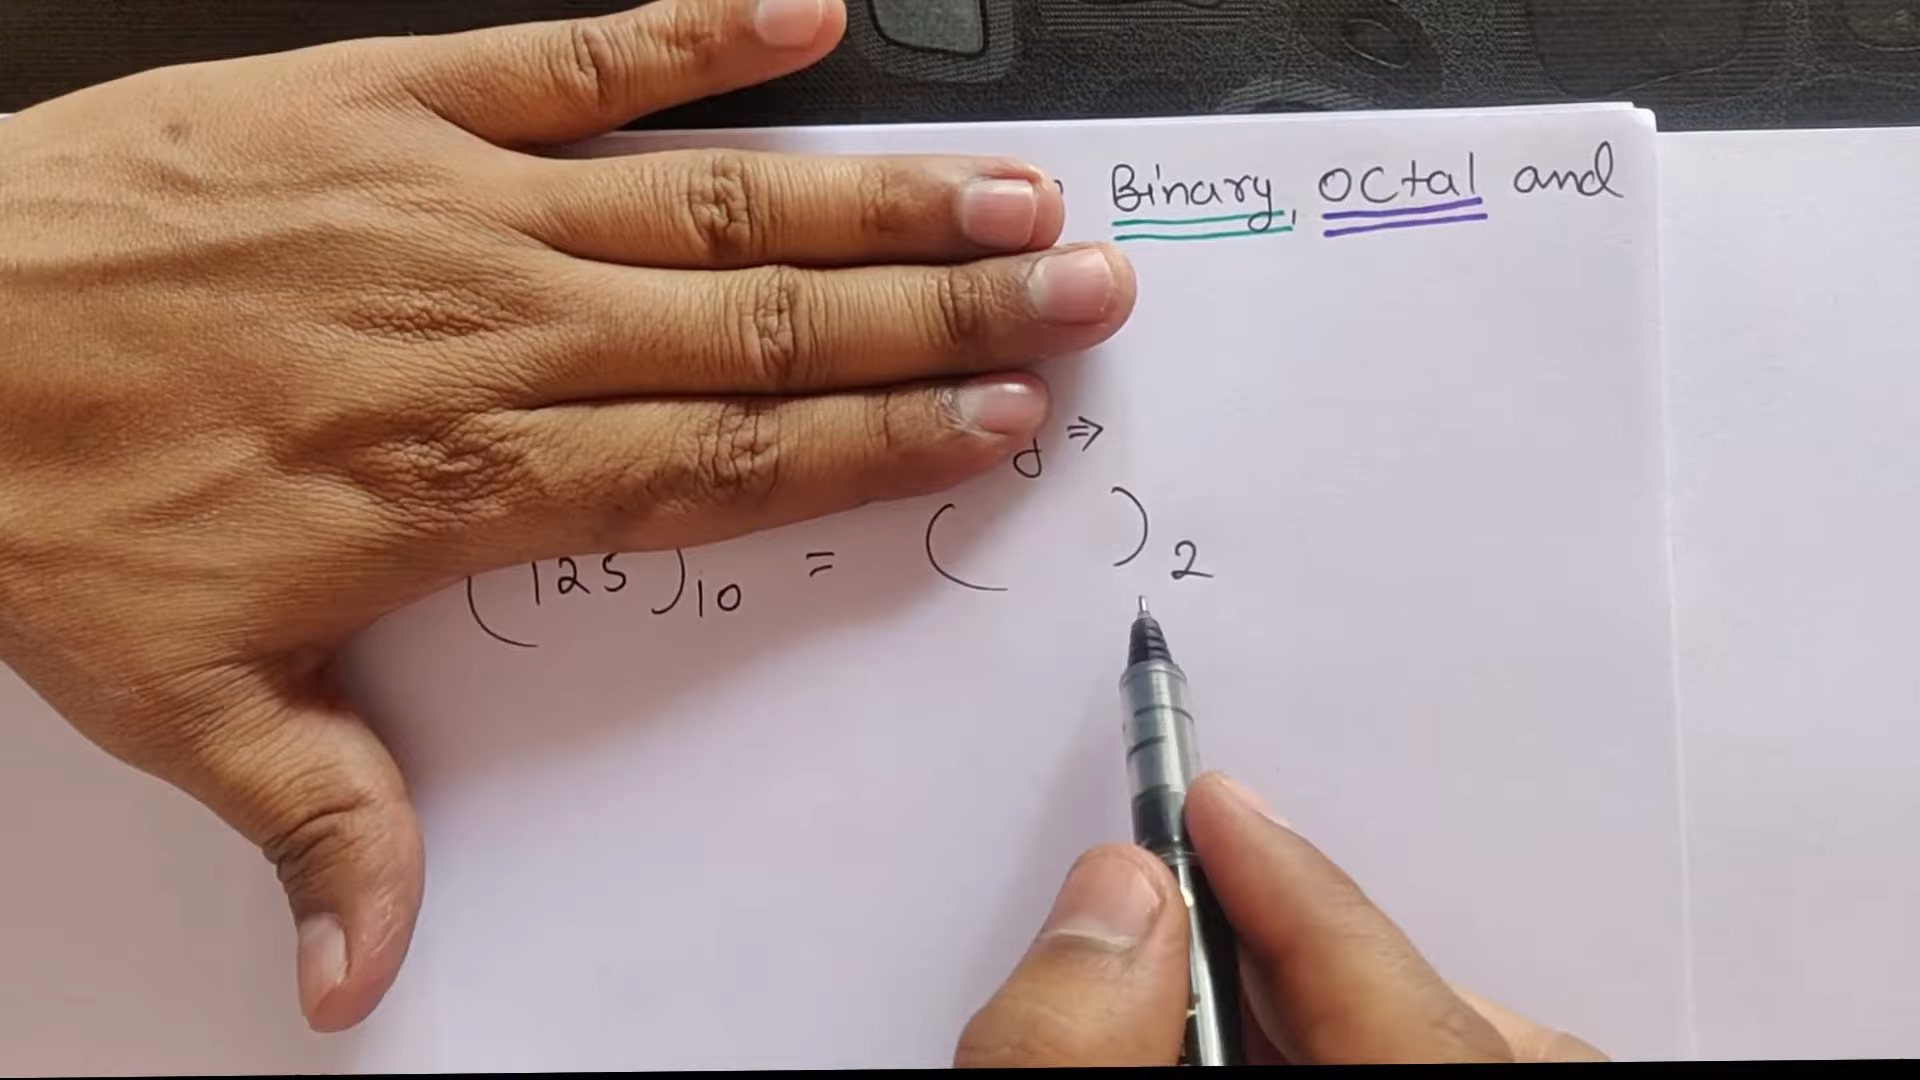 Binary, Octal and
⇒
(125)10 = ( )2